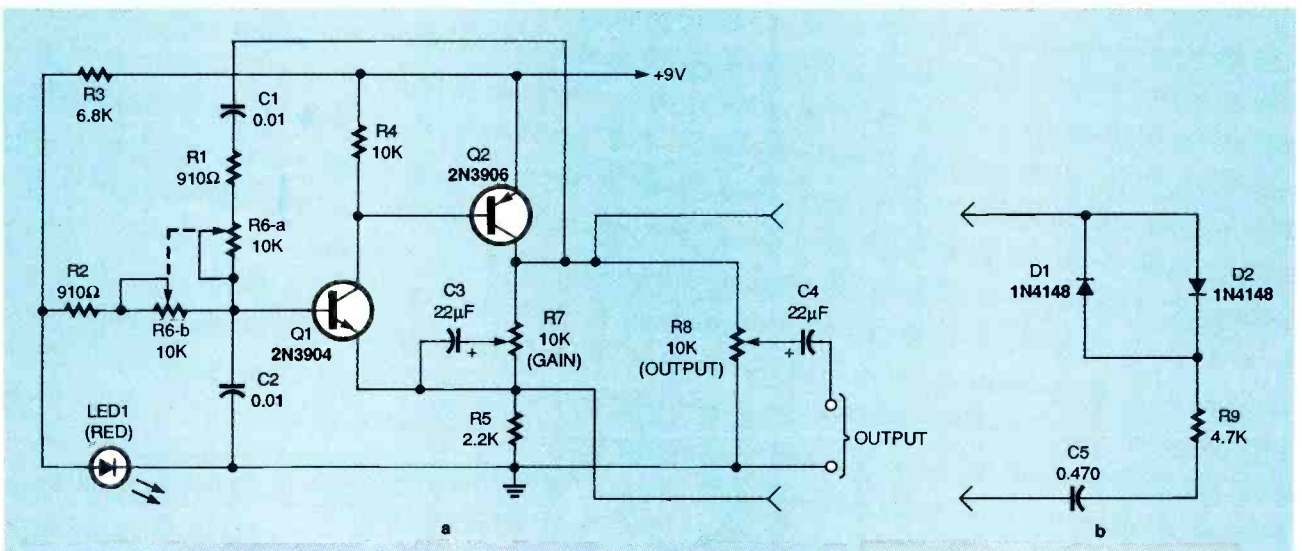 +9V
R3
6.8K
C1
0.01
R1
910Ω
R6-a
10K
R2
910Ω
R6-b
10K
C2
0.01
LED1
(RED)
R4
10K
Q1
2N3904
Q2
2N3906
C3
22µF
+
R7
10K
(GAIN)
R5
2.2K
R8
10K
(OUTPUT)
C4
22µF
+
OUTPUT
a
D1
1N4148
D2
1N4148
R9
4.7K
C5
0.470
b